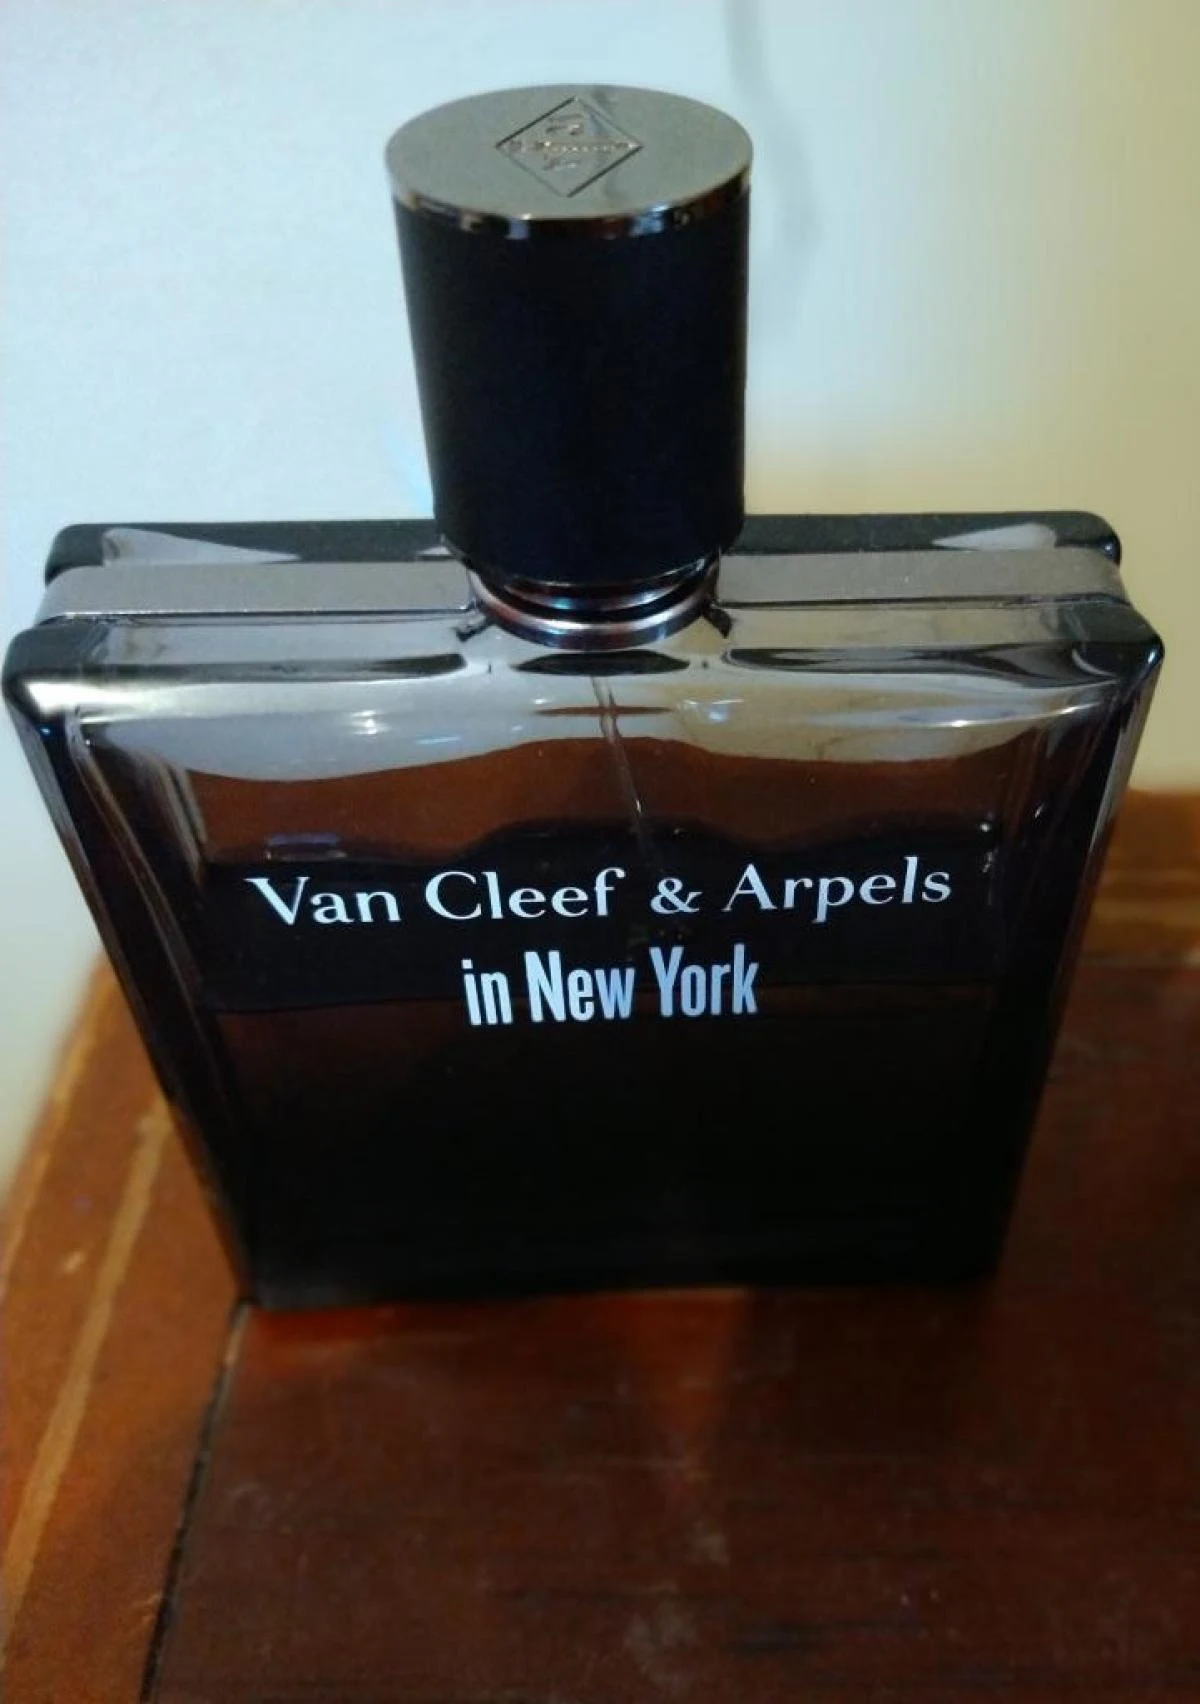 Van Cleef & Arpels
in New York